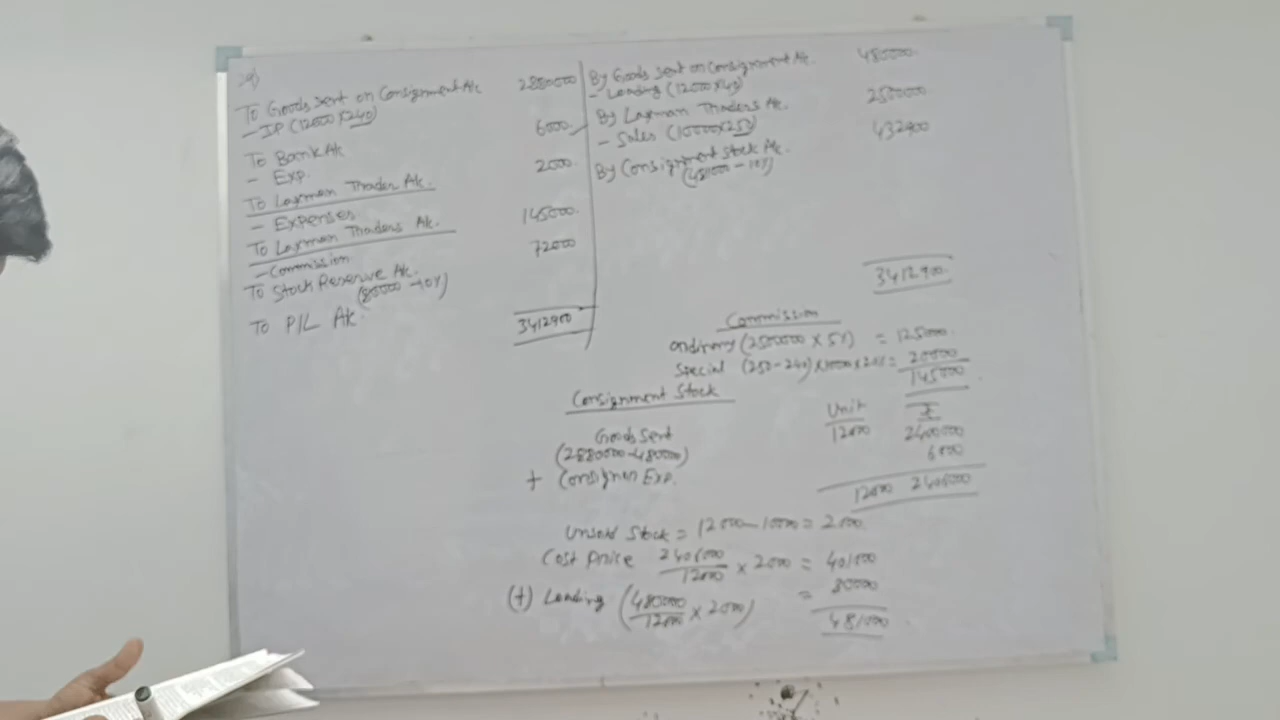 29)
To Goods sent on Consignment A/c 2880000
- IP (12000 x 240)
To Bank A/c 6000
- Exp.
To Laxman Trader A/c. 2000
- Expenses
To Laxman Traders A/c. 145000
- Commission
To Stock Reserve A/c. 72000
(80000 - 10%)
To P/L A/c.
3412900
By Goods sent on Consignment A/c. 480000
- Loading (12000 x 40)
By Laxman Traders A/c. 2500000
- Sales (10000 x 250)
By Consignment Stock A/c. 432900
(481000 - 10%)
3412900
Commission
Ordinary (2500000 x 5%) = 125000
Special (250-240) x 10000 x 20% = 20000
145000
Consignment Stock
Unit ₹
Goods Sent 12000 2400000
(2880000-480000)
+ Consignor Exp. 6000
12000 2406000
Unsold Stock = 12000-10000 = 2000
Cost Price 2406000/12000 x 2000 = 401000
(+) Loading (480000/12000 x 2000) = 80000
481000